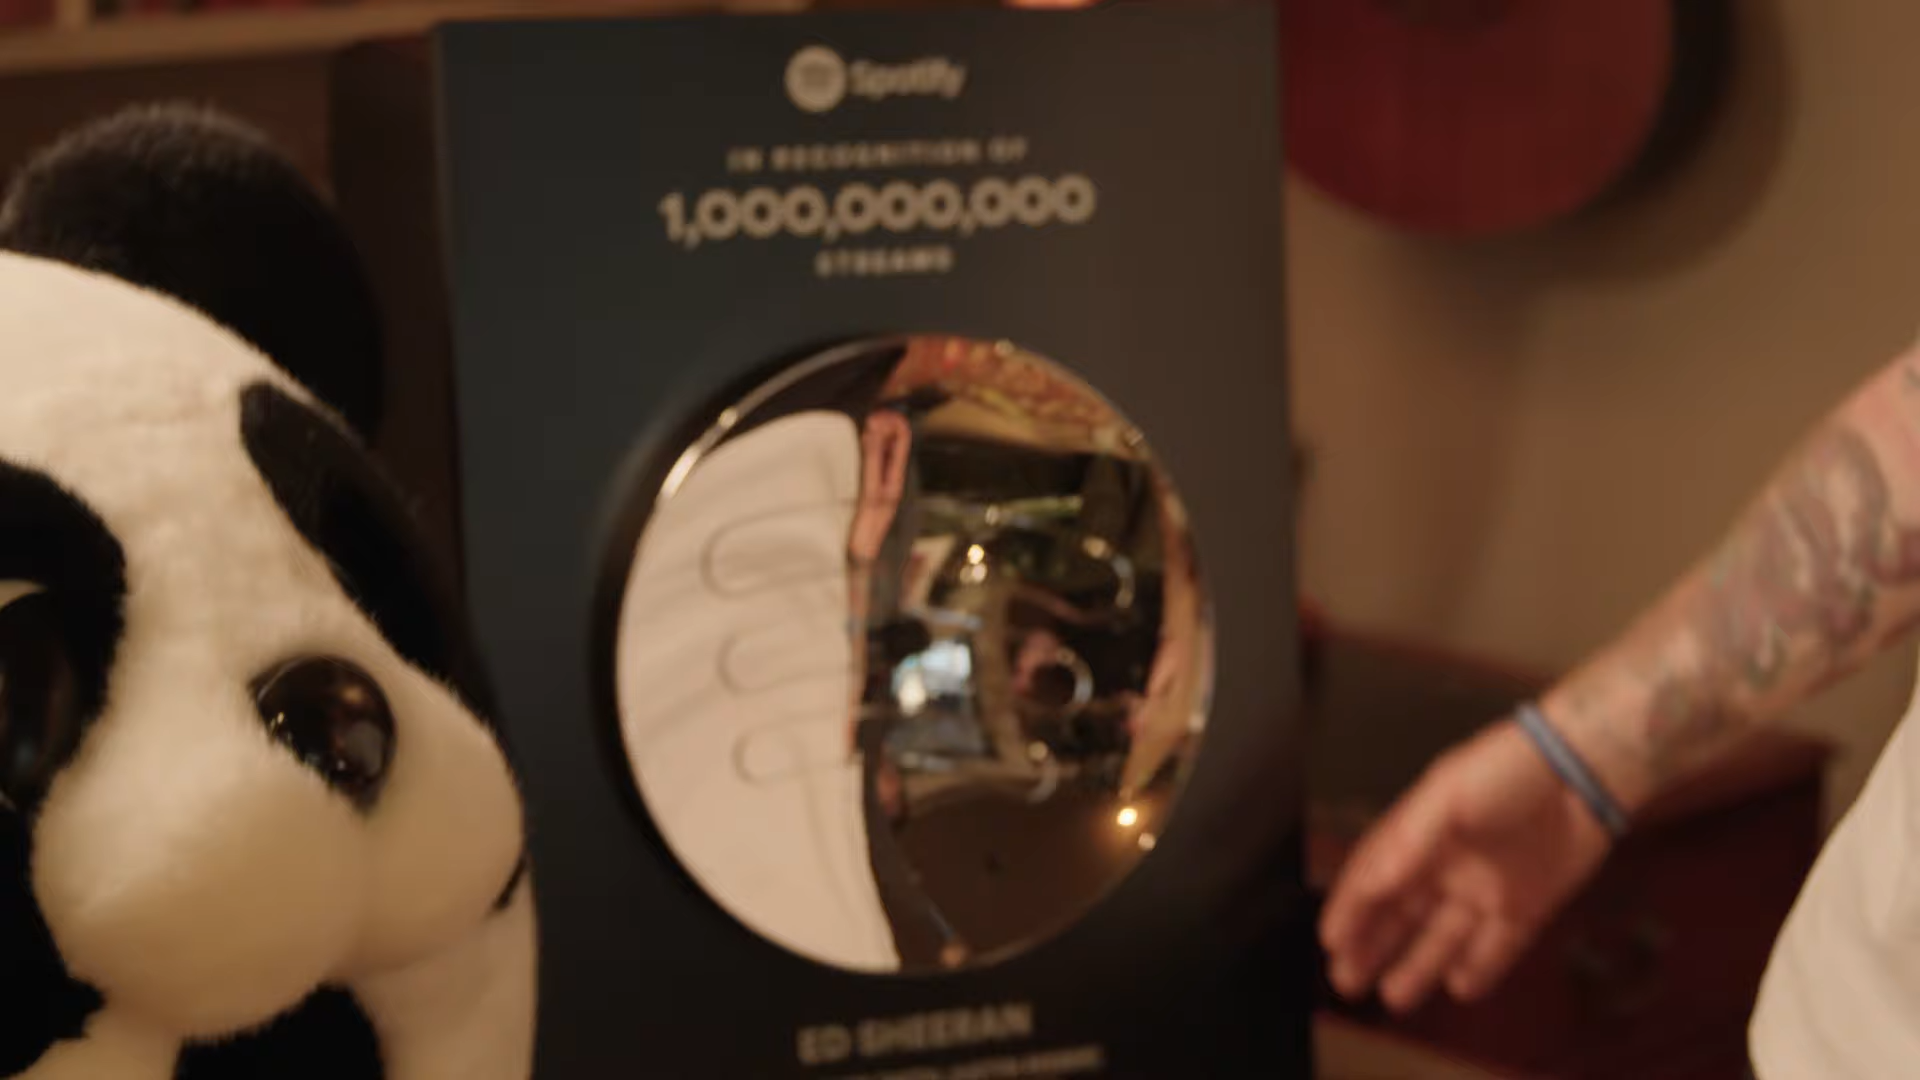 Spotify
IN RECOGNITION OF
1,000,000,000
STREAMS
ED SHEERAN